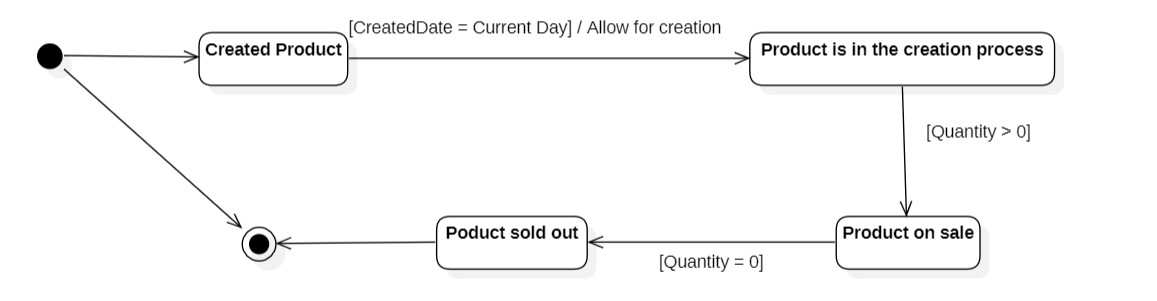 [CreatedDate = Current Day] / Allow for creation
Created Product
Product is in the creation process
[Quantity > 0]
Poduct sold out
Product on sale
[Quantity = 0]